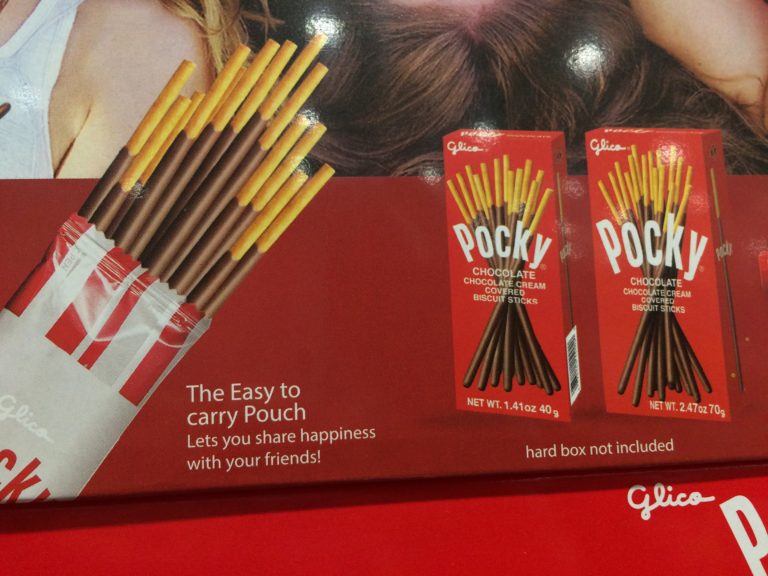 Glico
POCKY
CHOCOLATE
CHOCOLATE CREAM
COVERED
BISCUIT STICKS
NET WT. 1.41oz 40g
Glico
POCKY
CHOCOLATE
CHOCOLATE CREAM
COVERED
BISCUIT STICKS
NET WT. 2.47oz 70g
The Easy to
carry Pouch
Lets you share happiness
with your friends!
hard box not included
Glico
Glico